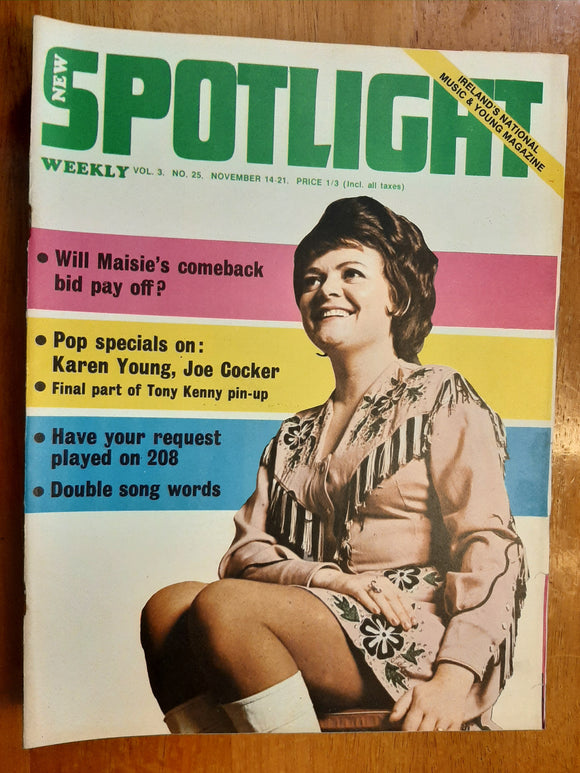 NEW
SPOTLIGHT
IRELAND'S NATIONAL
MUSIC & YOUNG MAGAZINE
WEEKLY VOL. 3. NO. 25. NOVEMBER 14-21. PRICE 1/3 (Incl. all taxes)
• Will Maisie's comeback
bid pay off?
• Pop specials on:
Karen Young, Joe Cocker
• Final part of Tony Kenny pin-up
• Have your request
played on 208
• Double song words